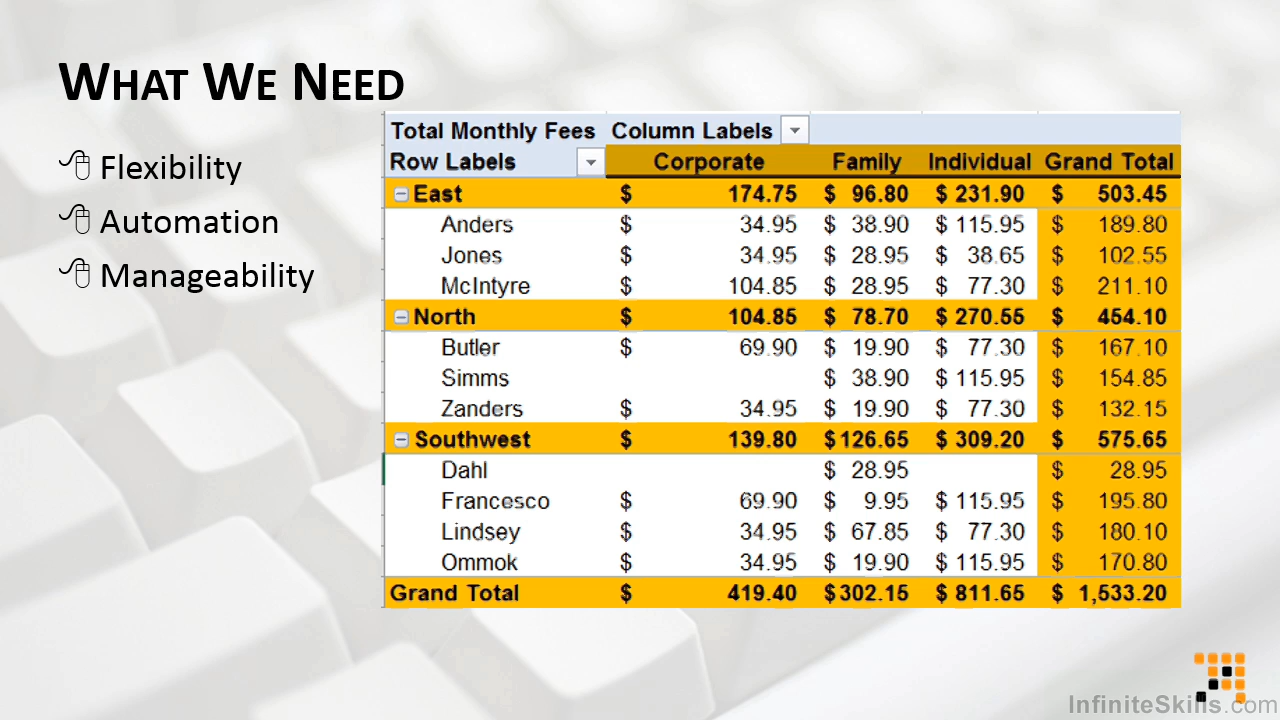 WHAT WE NEED
Flexibility
Automation
Manageability
Total Monthly Fees Column Labels
Row Labels Corporate Family Individual Grand Total
East $ 174.75 $ 96.80 $ 231.90 $ 503.45
Anders $ 34.95 $ 38.90 $ 115.95 $ 189.80
Jones $ 34.95 $ 28.95 $ 38.65 $ 102.55
McIntyre $ 104.85 $ 28.95 $ 77.30 $ 211.10
North $ 104.85 $ 78.70 $ 270.55 $ 454.10
Butler $ 69.90 $ 19.90 $ 77.30 $ 167.10
Simms $ 38.90 $ 115.95 $ 154.85
Zanders $ 34.95 $ 19.90 $ 77.30 $ 132.15
Southwest $ 139.80 $126.65 $ 309.20 $ 575.65
Dahl $ 28.95 $ 28.95
Francesco $ 69.90 $ 9.95 $ 115.95 $ 195.80
Lindsey $ 34.95 $ 67.85 $ 77.30 $ 180.10
Ommok $ 34.95 $ 19.90 $ 115.95 $ 170.80
Grand Total $ 419.40 $302.15 $ 811.65 $ 1,533.20
InfiniteSkills.com